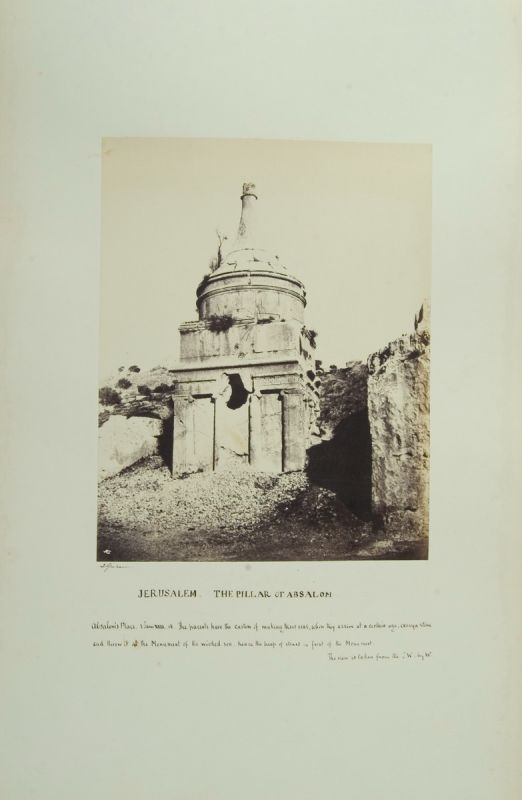 JERUSALEM. THE PILLAR OF ABSALOM.
Absalom's Place. 2 Sam. XVIII. 18. The parents have the custom of making their sons, when they arrive at a certain age, carry a stone
and throw it at the Monument of the wicked son: hence the heap of stones in front of the Monument.
The view is taken from the S.W. by W.